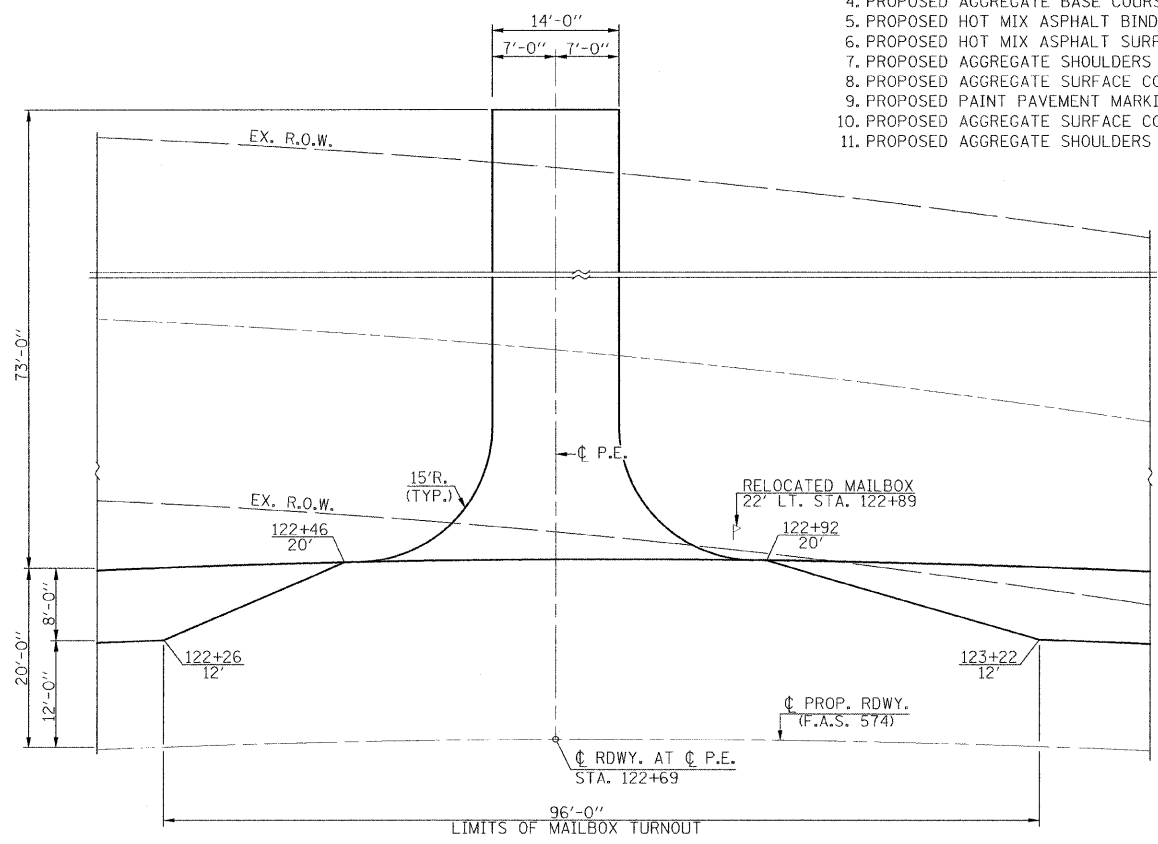 4. PROPOSED AGGREGATE BASE COURS
5. PROPOSED HOT MIX ASPHALT BIND
6. PROPOSED HOT MIX ASPHALT SURF
7. PROPOSED AGGREGATE SHOULDERS
8. PROPOSED AGGREGATE SURFACE CO
9. PROPOSED PAINT PAVEMENT MARKI
10. PROPOSED AGGREGATE SURFACE CO
11. PROPOSED AGGREGATE SHOULDERS
14'-0"
7'-0" 7'-0"
EX. R.O.W.
73'-0"
℄ P.E.
15'R.
(TYP.)
RELOCATED MAILBOX
22' LT. STA. 122+89
EX. R.O.W.
122+46
20'
122+92
20'
8'-0"
20'-0"
12'-0"
122+26
12'
123+22
12'
℄ PROP. RDWY.
(F.A.S. 574)
℄ RDWY. AT ℄ P.E.
STA. 122+69
96'-0"
LIMITS OF MAILBOX TURNOUT